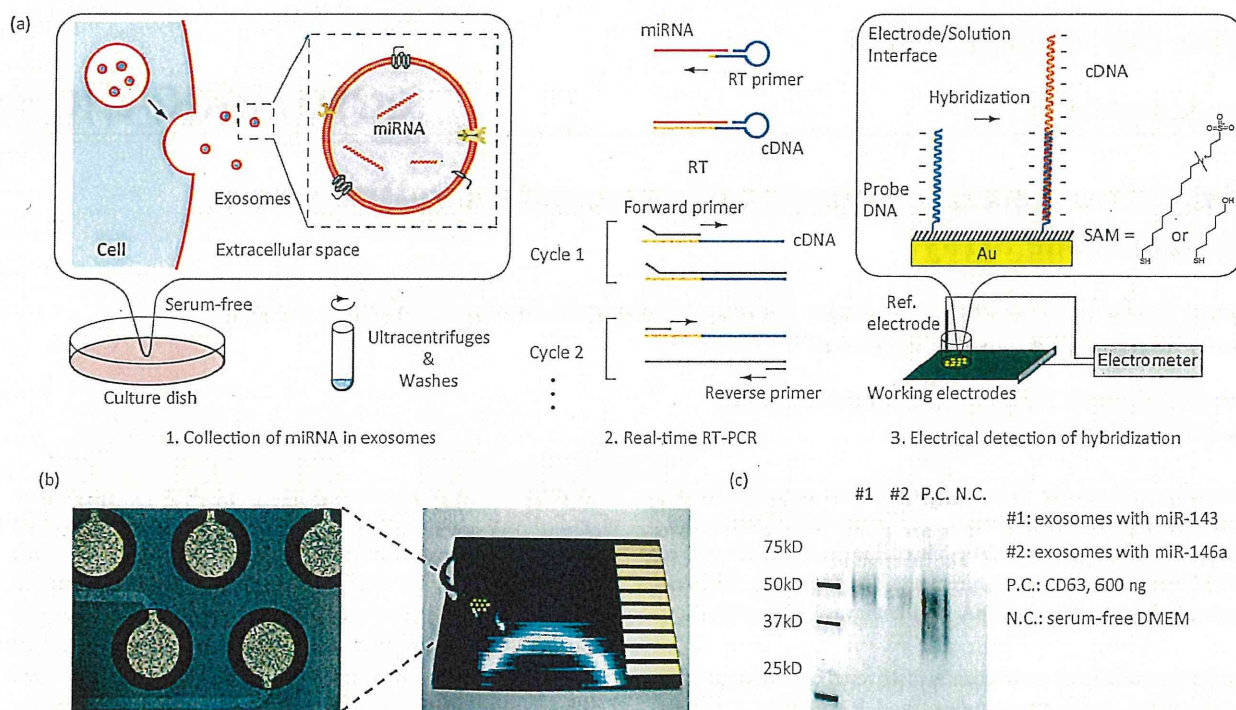 (a)
miRNA
Exosomes
Cell
Extracellular space
Serum-free
Culture dish
Ultracentrifuges
&
Washes
1. Collection of miRNA in exosomes
miRNA
RT primer
cDNA
RT
Forward primer
cDNA
Cycle 1
Cycle 2
Reverse primer
2. Real-time RT-PCR
Electrode/Solution
Interface
cDNA
Hybridization
Probe
DNA
Au
SAM =
or
O
S
O
O
N
+
OH
SH
SH
Ref.
electrode
Electrometer
Working electrodes
3. Electrical detection of hybridization
(b)
(c)
#1 #2 P.C. N.C.
75kD
50kD
37kD
25kD
#1: exosomes with miR-143
#2: exosomes with miR-146a
P.C.: CD63, 600 ng
N.C.: serum-free DMEM